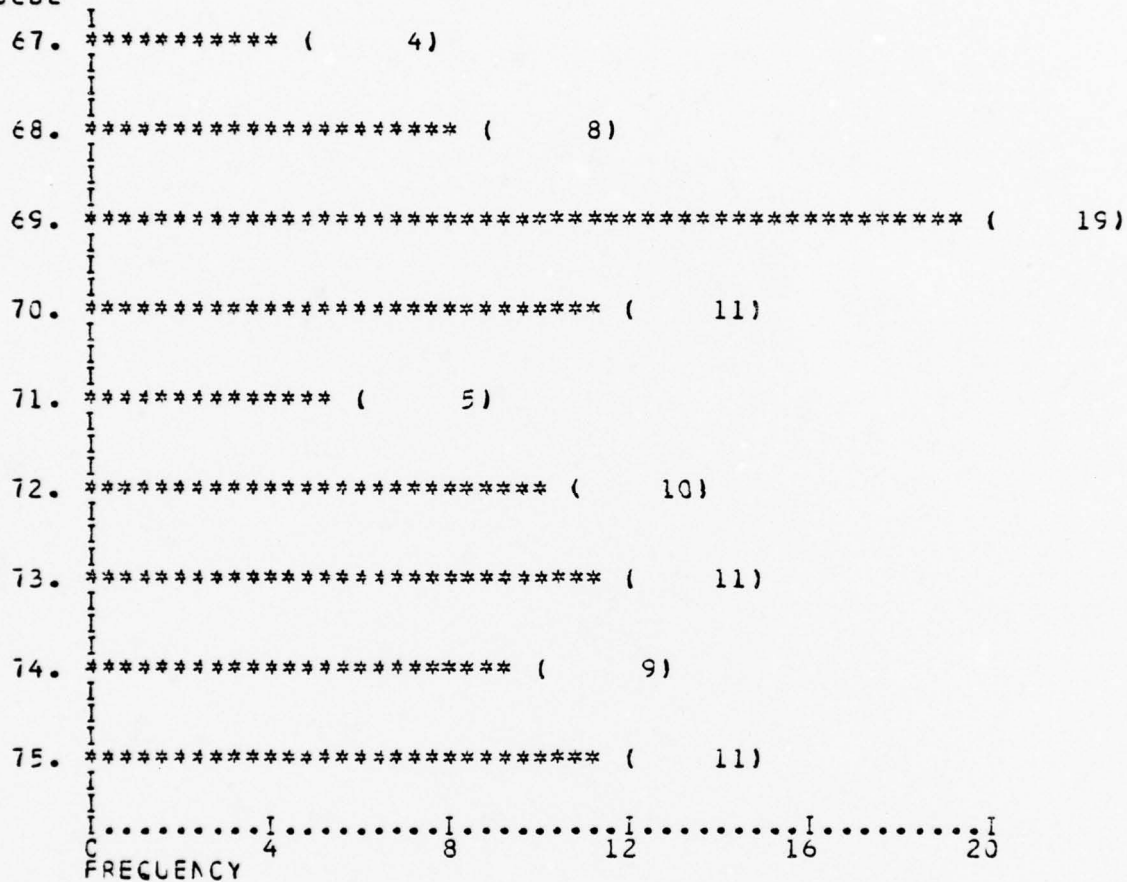 67. *********** ( 4)
68. ********************* ( 8)
69. ************************************************* ( 19)
70. ***************************** ( 11)
71. ************** ( 5)
72. ************************** ( 10)
73. ***************************** ( 11)
74. ************************ ( 9)
75. ***************************** ( 11)
I.........I.........I.........I.........I.........I
0 4 8 12 16 20
FREQUENCY